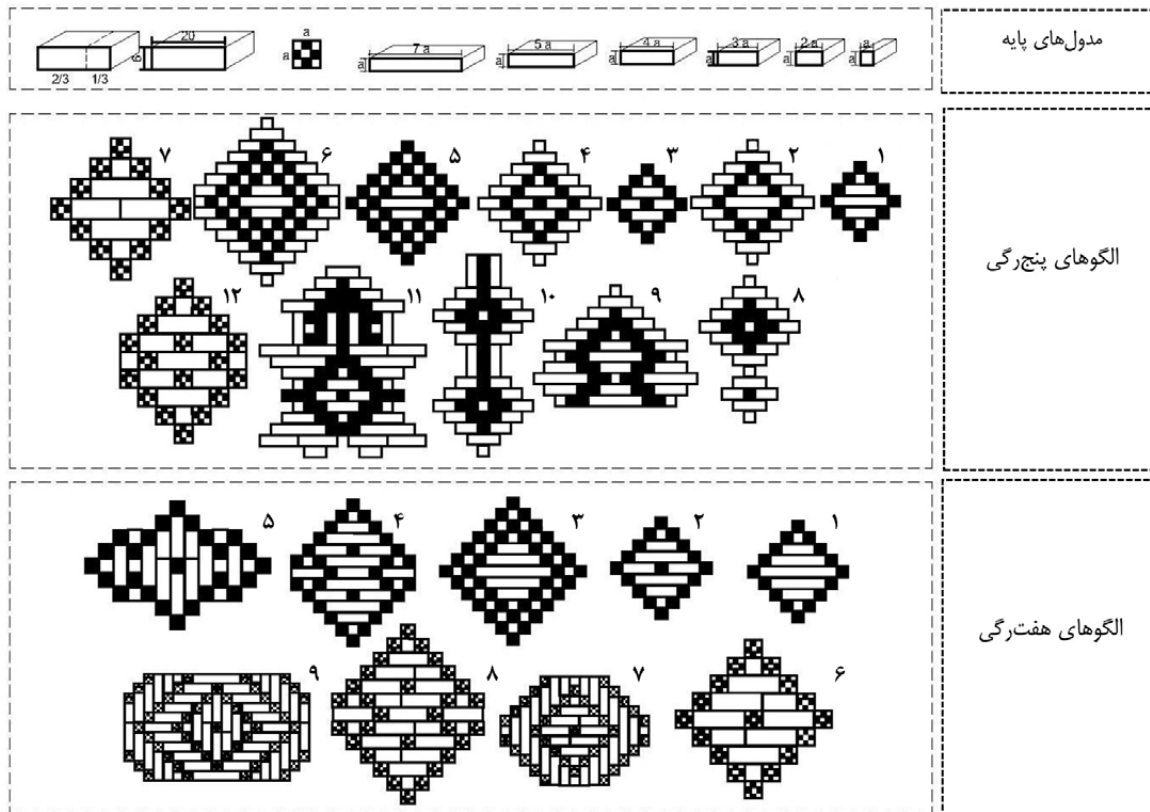 مدول‌های پایه
a
2 a
3 a
4 a
5 a
7 a
a
20
6
2/3 1/3
a
a
a
a
a
a
a
الگوهای پنج‌رگی
۱
۲
۳
۴
۵
۶
۷
۸
۹
۱۰
۱۱
۱۲
الگوهای هفت‌رگی
۱
۲
۳
۴
۵
۶
۷
۸
۹